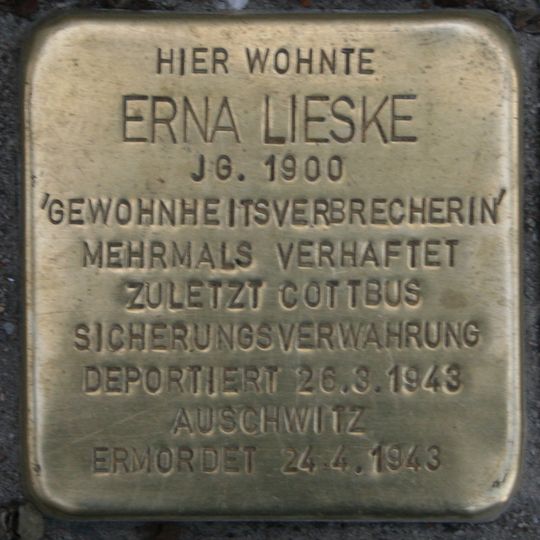 HIER WOHNTE
ERNA LIESKE
JG. 1900
'GEWOHNHEITSVERBRECHERIN'
MEHRMALS VERHAFTET
ZULETZT COTTBUS
SICHERUNGSVERWAHRUNG
DEPORTIERT 26.3.1943
AUSCHWITZ
ERMORDET 24.4.1943